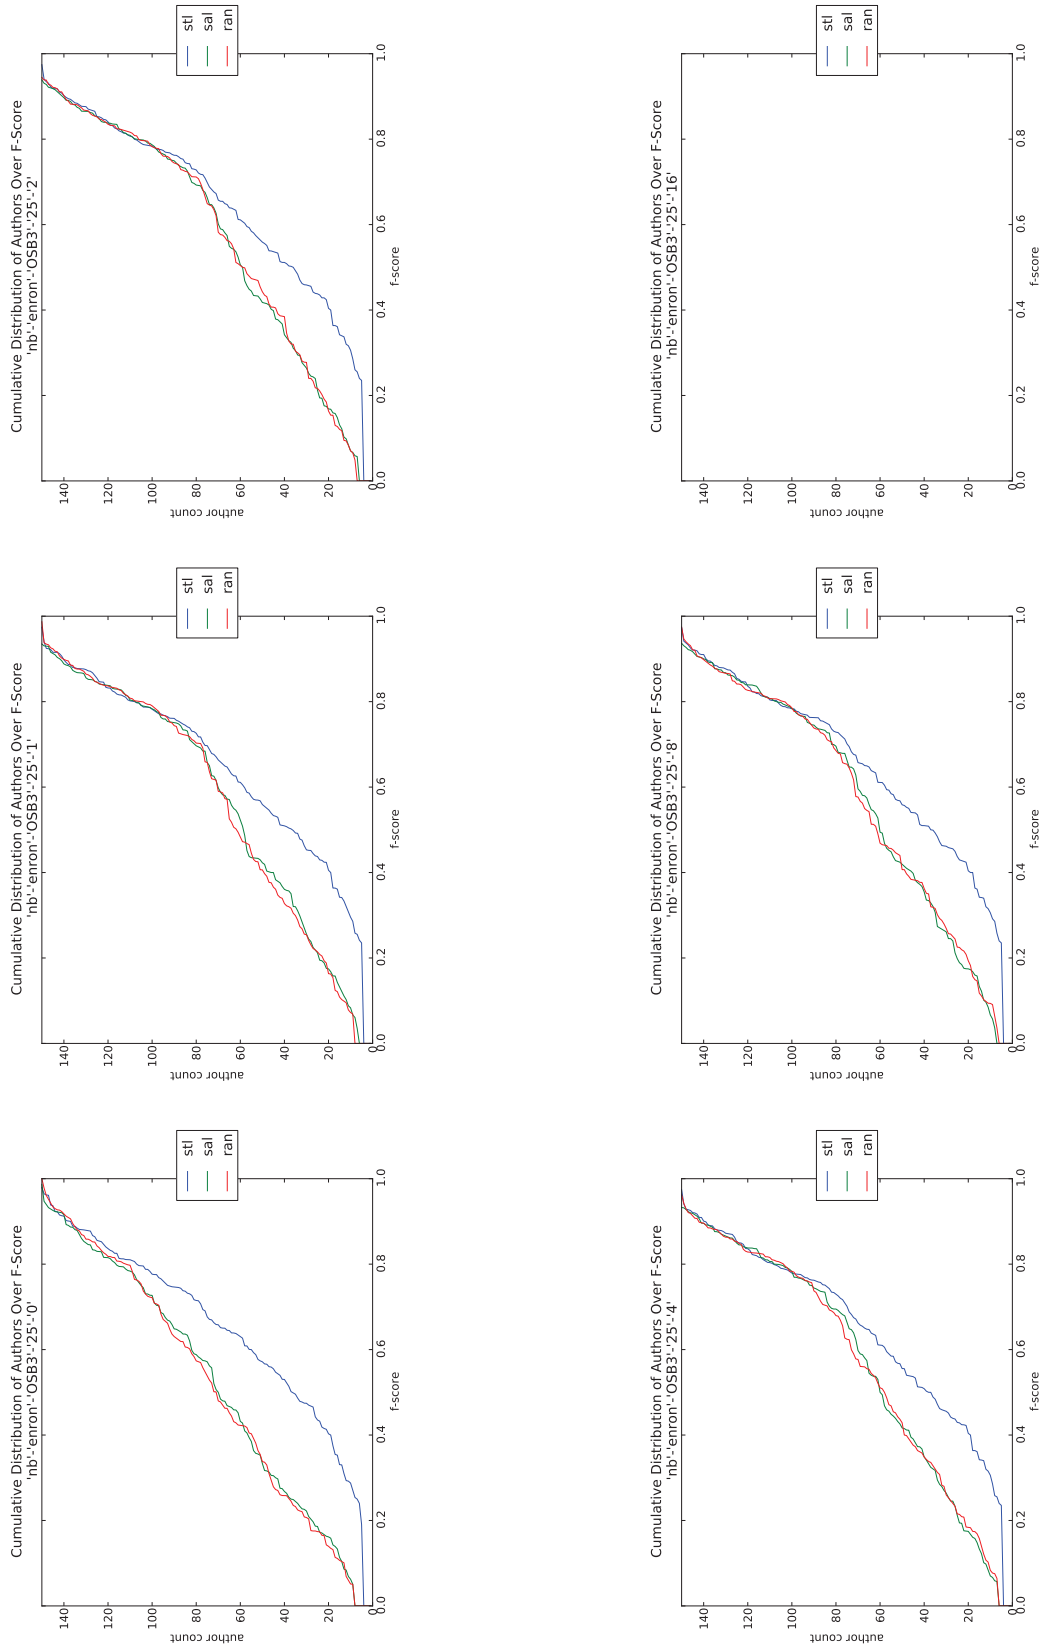 Cumulative Distribution of Authors Over F-Score
'nb'-'enron'-'OSB3'-'25'-'0'
author count
140
120
100
80
60
40
20
0
0.0
0.2
0.4
0.6
0.8
1.0
f-score
stl
sal
ran
Cumulative Distribution of Authors Over F-Score
'nb'-'enron'-'OSB3'-'25'-'1'
author count
140
120
100
80
60
40
20
0
0.0
0.2
0.4
0.6
0.8
1.0
f-score
stl
sal
ran
Cumulative Distribution of Authors Over F-Score
'nb'-'enron'-'OSB3'-'25'-'2'
author count
140
120
100
80
60
40
20
0
0.0
0.2
0.4
0.6
0.8
1.0
f-score
stl
sal
ran
Cumulative Distribution of Authors Over F-Score
'nb'-'enron'-'OSB3'-'25'-'4'
author count
140
120
100
80
60
40
20
0
0.0
0.2
0.4
0.6
0.8
1.0
f-score
stl
sal
ran
Cumulative Distribution of Authors Over F-Score
'nb'-'enron'-'OSB3'-'25'-'8'
author count
140
120
100
80
60
40
20
0
0.0
0.2
0.4
0.6
0.8
1.0
f-score
stl
sal
ran
Cumulative Distribution of Authors Over F-Score
'nb'-'enron'-'OSB3'-'25'-'16'
author count
140
120
100
80
60
40
20
0
0.0
0.2
0.4
0.6
0.8
1.0
f-score
stl
sal
ran